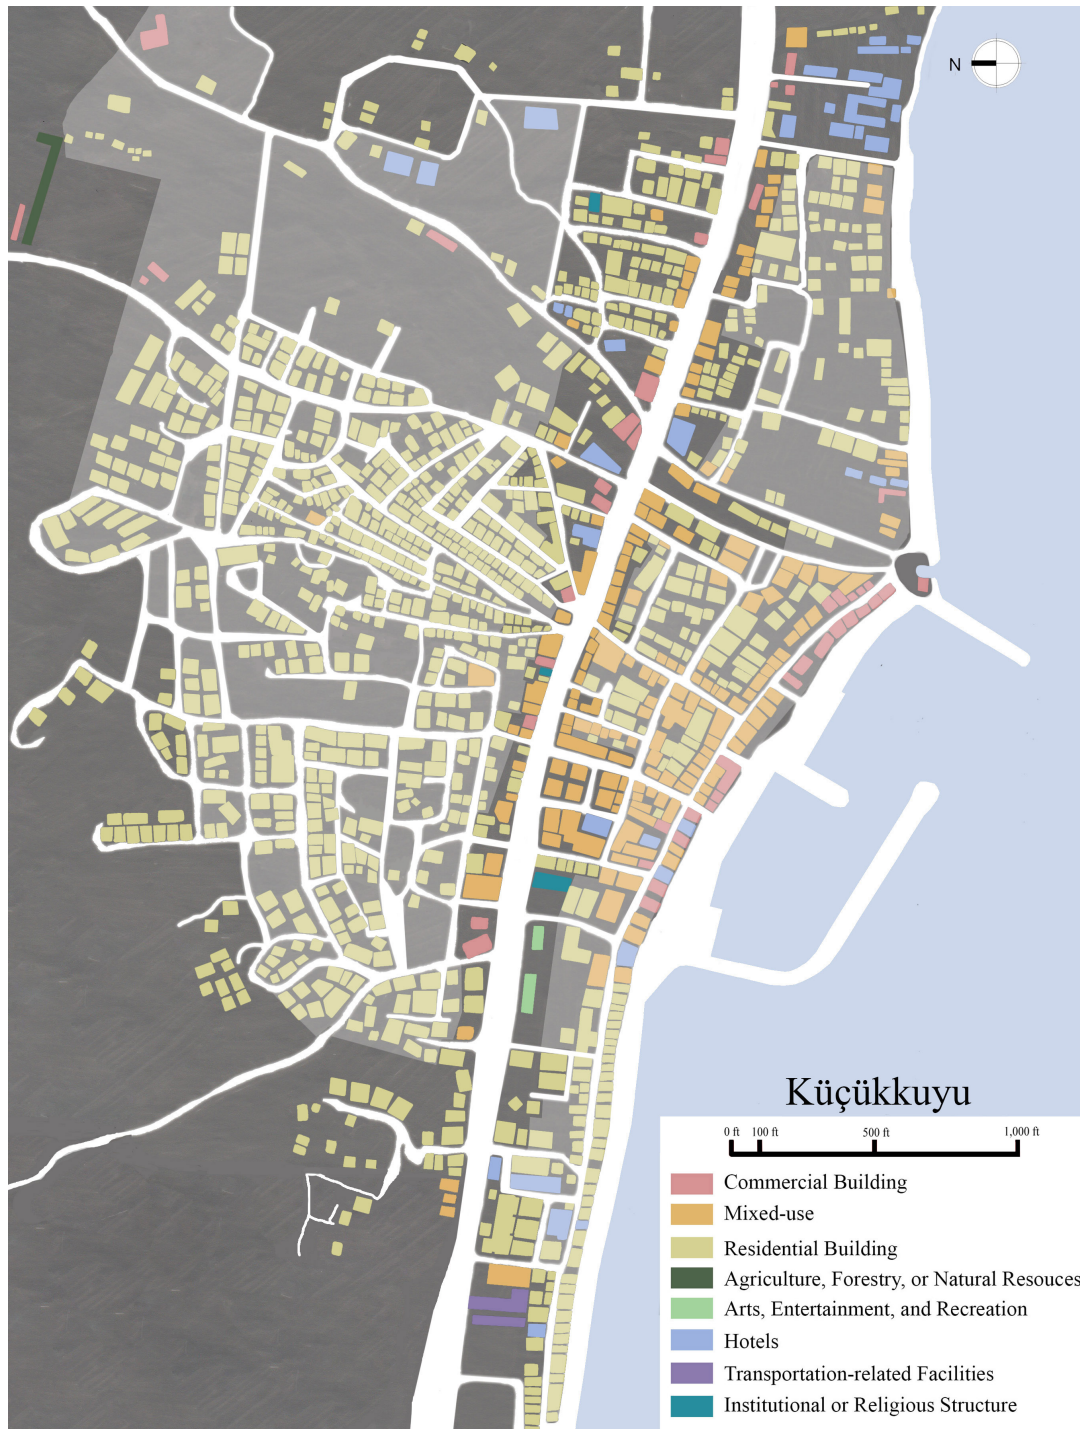 N
Küçükkuyu
0 ft 100 ft 500 ft 1,000 ft
Commercial Building
Mixed-use
Residential Building
Agriculture, Forestry, or Natural Resouces
Arts, Entertainment, and Recreation
Hotels
Transportation-related Facilities
Institutional or Religious Structure